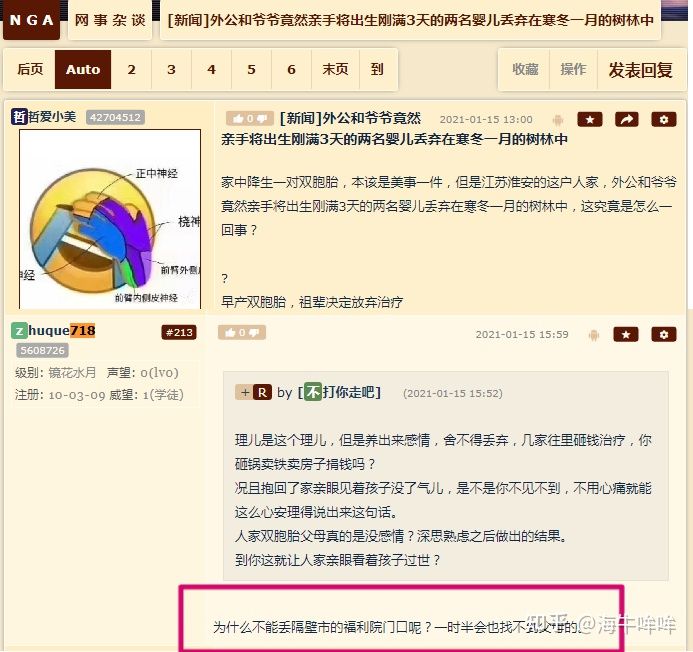 NGA 网事杂谈 [新闻]外公和爷爷竟然亲手将出生刚满3天的两名婴儿丢弃在寒冬一月的树林中
后页 Auto 2 3 4 5 6 末页 到 收藏 操作 发表回复
哲 哲爱小美 42704512
0 [新闻]外公和爷爷竟然 2021-01-15 13:00
亲手将出生刚满3天的两名婴儿丢弃在寒冬一月的树林中
正中神经
桡神
经
前臂外侧
前臂内侧皮神经
家中降生一对双胞胎，本该是美事一件，但是江苏淮安的这户人家，外公和爷爷
竟然亲手将出生刚满3天的两名婴儿丢弃在寒冬一月的树林中，这究竟是怎么一
回事？
?
早产双胞胎，祖辈决定放弃治疗
z huque718 #213
5608726
级别: 镜花水月 声望: 0(lv0)
注册: 10-03-09 威望: 1(学徒)
0 2021-01-15 15:59
+ R by [不打你走吧] (2021-01-15 15:52)
理儿是这个理儿，但是养出来感情，舍不得丢弃，几家往里砸钱治疗，你
砸锅卖铁卖房子捐钱吗？
况且抱回了家亲眼见着孩子没了气儿，是不是你不见不到，不用心痛就能
这么心安理得说出来这句话。
人家双胞胎父母真的是没感情？深思熟虑之后做出的结果。
到你这就让人家亲眼看着孩子过世？
为什么不能丢隔壁市的福利院门口呢？一时半会也找不到父母的。
知乎 @海牛哞哞